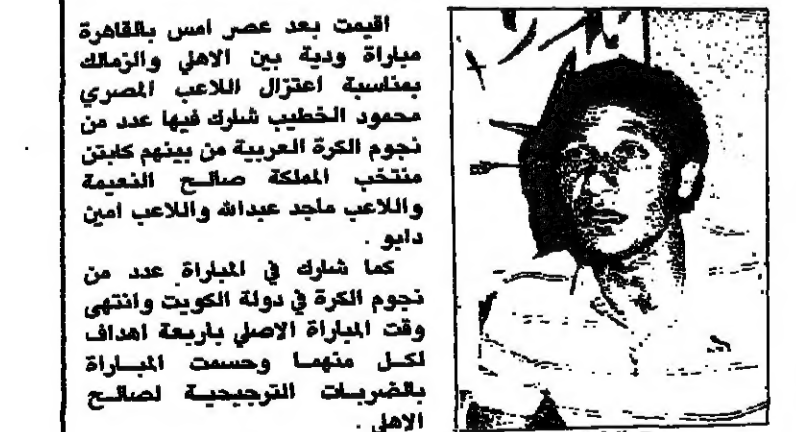 اقيمت بعد عصر امس بالقاهرة
مباراة ودية بين الاهلي والزمالك
بمناسبة اعتزال اللاعب المصري
محمود الخطيب شارك فيها عدد من
نجوم الكرة العربية من بينهم كابتن
منتخب المملكة صالح النعيمة
واللاعب ماجد عبدالله واللاعب امين
دابو .
كما شارك في المباراة عدد من
نجوم الكرة في دولة الكويت وانتهى
وقت المباراة الاصلي باربعة اهداف
لكل منهما وحسمت المباراة
بالضربات الترجيحية لصالح
الاهلي .